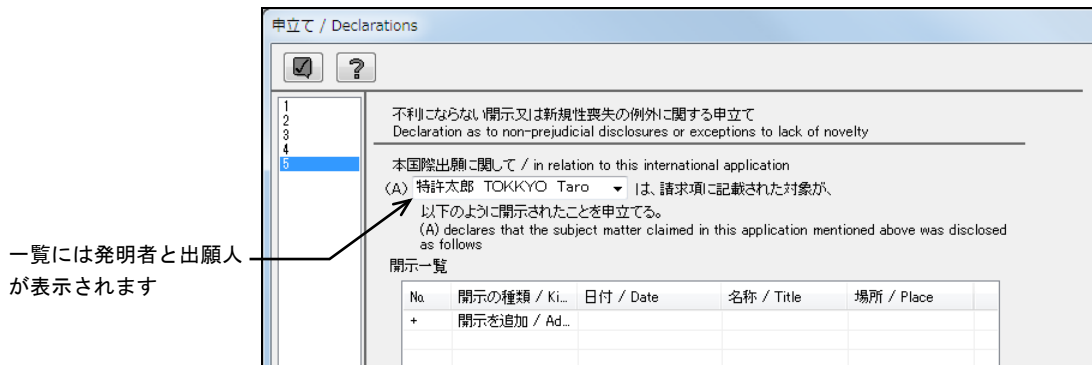 申立て / Declarations
?
1
2
3
4
5
不利にならない開示又は新規性喪失の例外に関する申立て
Declaration as to non-prejudicial disclosures or exceptions to lack of novelty
本国際出願に関して / in relation to this international application
(A) 特許太郎 TOKKYO Taro は、請求項に記載された対象が、
以下のように開示されたことを申立てる。
(A) declares that the subject matter claimed in this application mentioned above was disclosed
as follows
一覧には発明者と出願人
が表示されます
開示一覧
No. 開示の種類 / Ki... 日付 / Date 名称 / Title 場所 / Place
+ 開示を追加 / Ad...